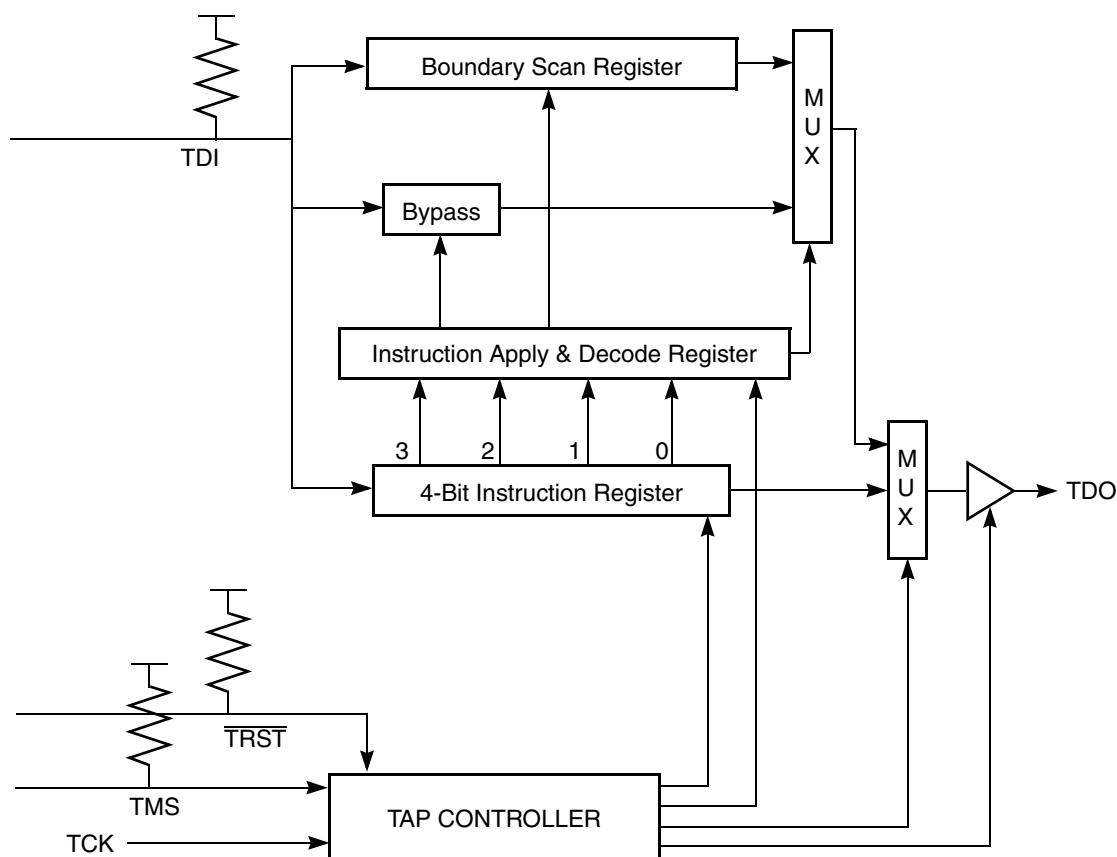 Boundary Scan Register
M
U
X
TDI
Bypass
Instruction Apply & Decode Register
3 2 1 0
4-Bit Instruction Register
M
U
X
TDO
TRST
TMS
TAP CONTROLLER
TCK